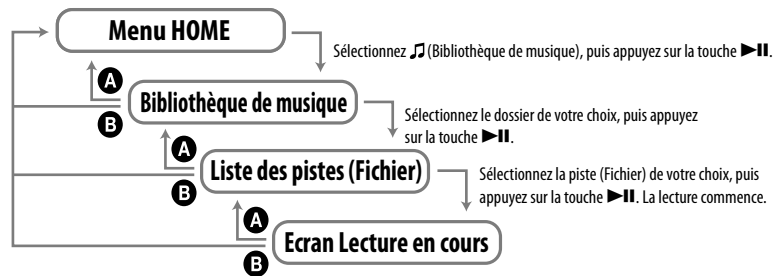 Menu HOME
Sélectionnez ♫ (Bibliothèque de musique), puis appuyez sur la touche ►II.
A
Bibliothèque de musique
B
Sélectionnez le dossier de votre choix, puis appuyez
sur la touche ►II.
A
Liste des pistes (Fichier)
B
Sélectionnez la piste (Fichier) de votre choix, puis
appuyez sur la touche ►II. La lecture commence.
A
Ecran Lecture en cours
B